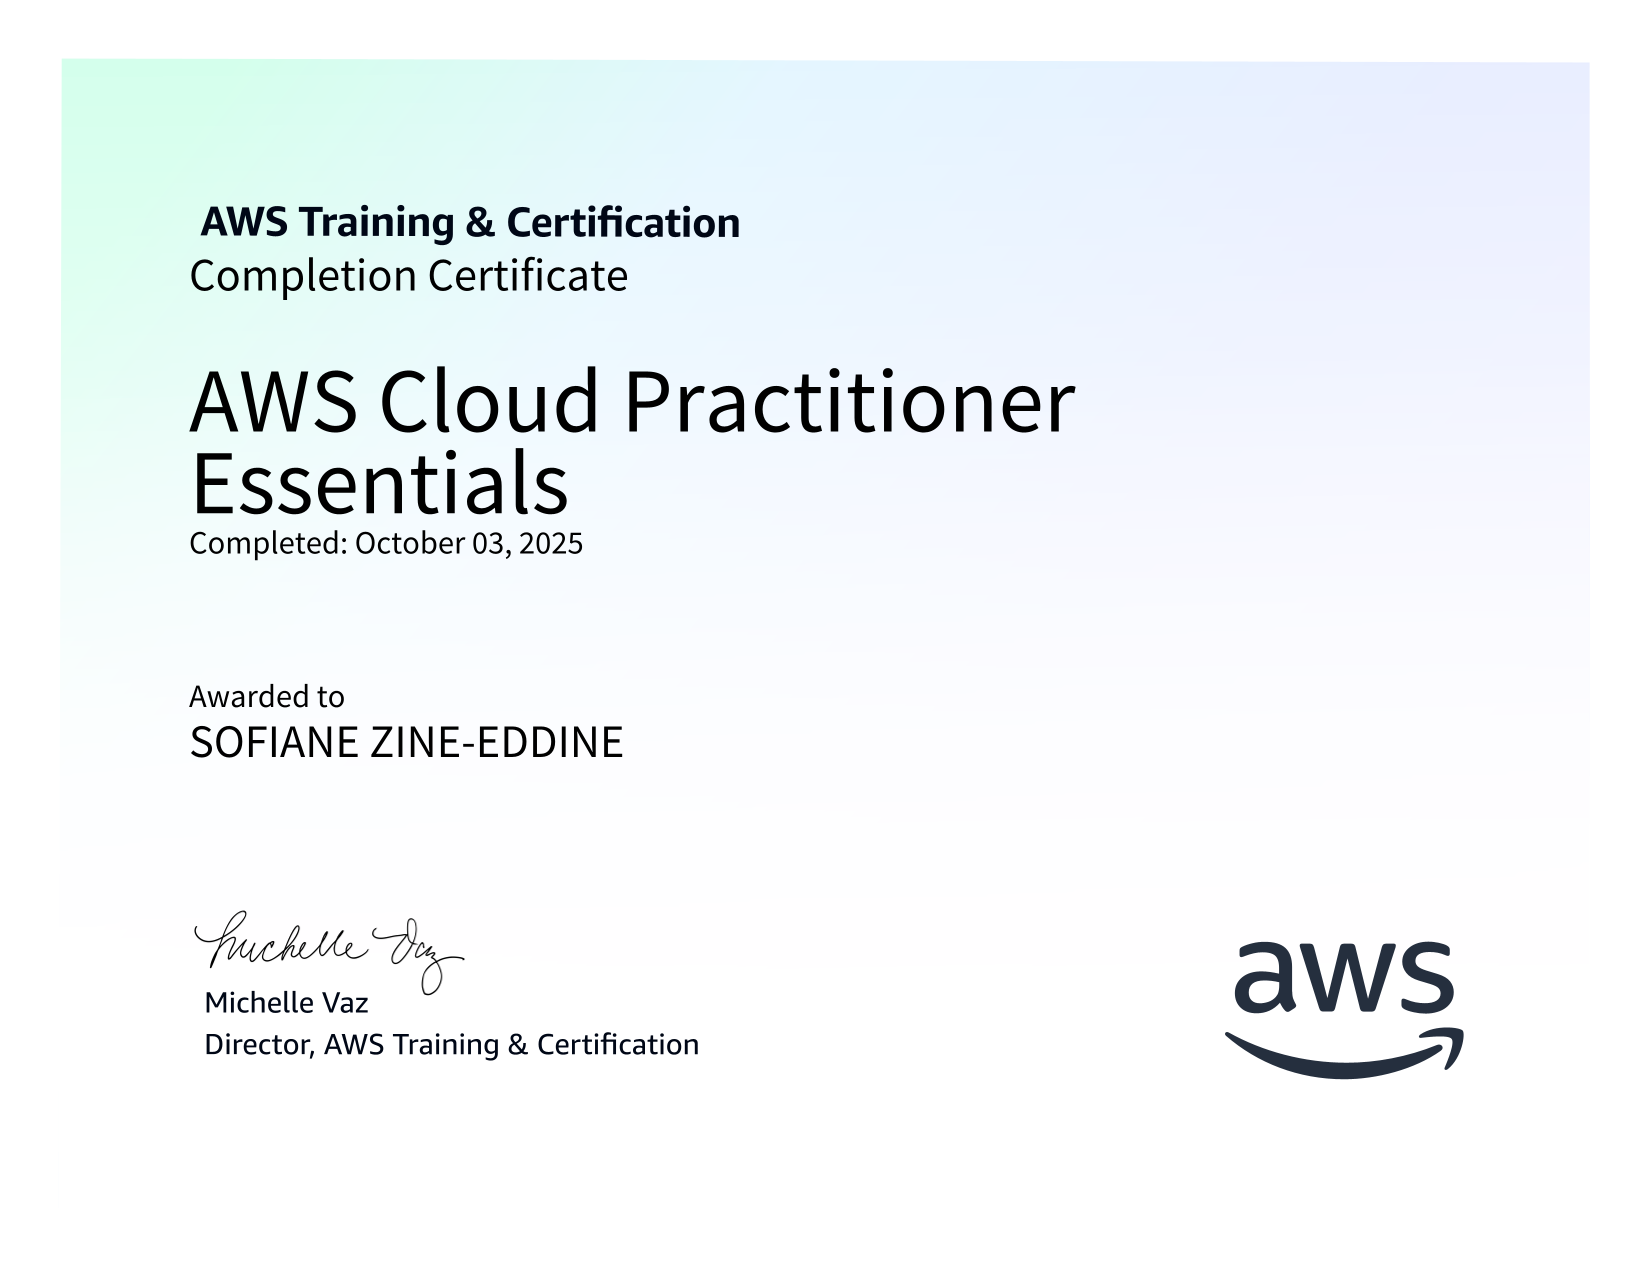 AWS Training & Certification
Completion Certificate
AWS Cloud Practitioner
Essentials
Completed: October 03, 2025
Awarded to
SOFIANE ZINE-EDDINE
Michelle Vaz
Michelle Vaz
Director, AWS Training & Certification
aws